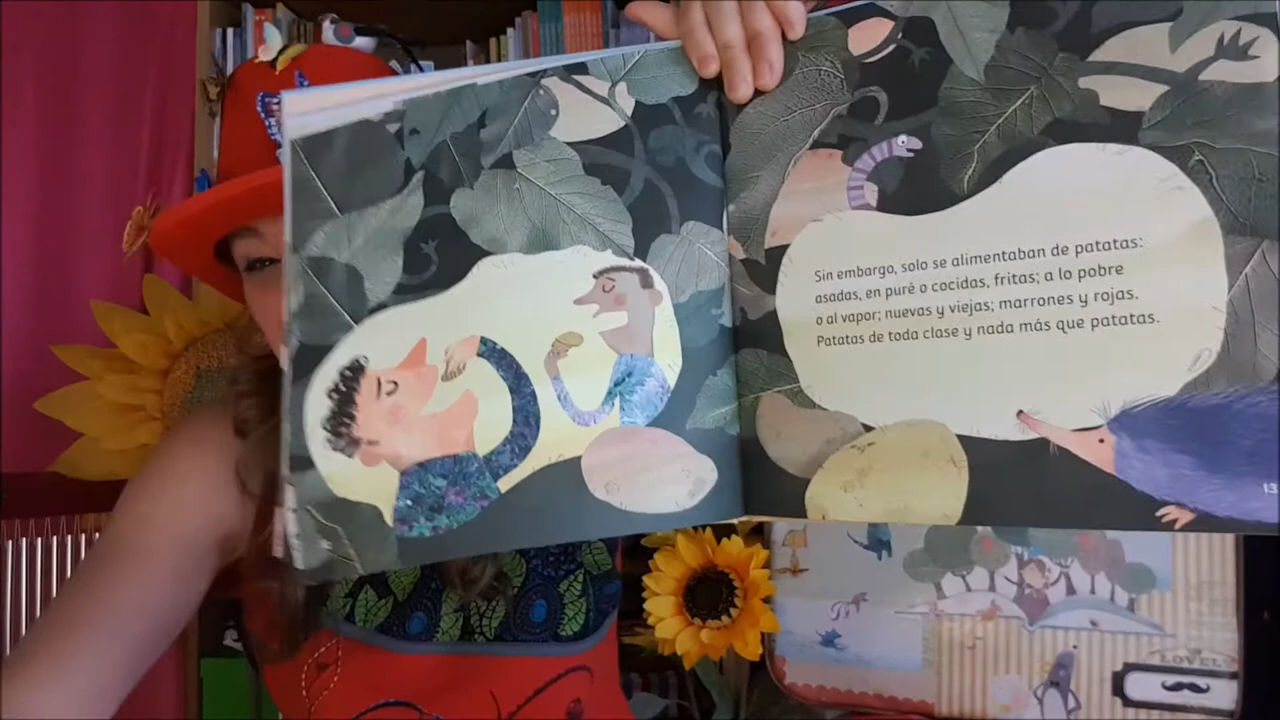 Sin embargo, solo se alimentaban de patatas:
asadas, en puré o cocidas, fritas; a lo pobre
o al vapor; nuevas y viejas; marrones y rojas.
Patatas de toda clase y nada más que patatas.
13
LOVELY